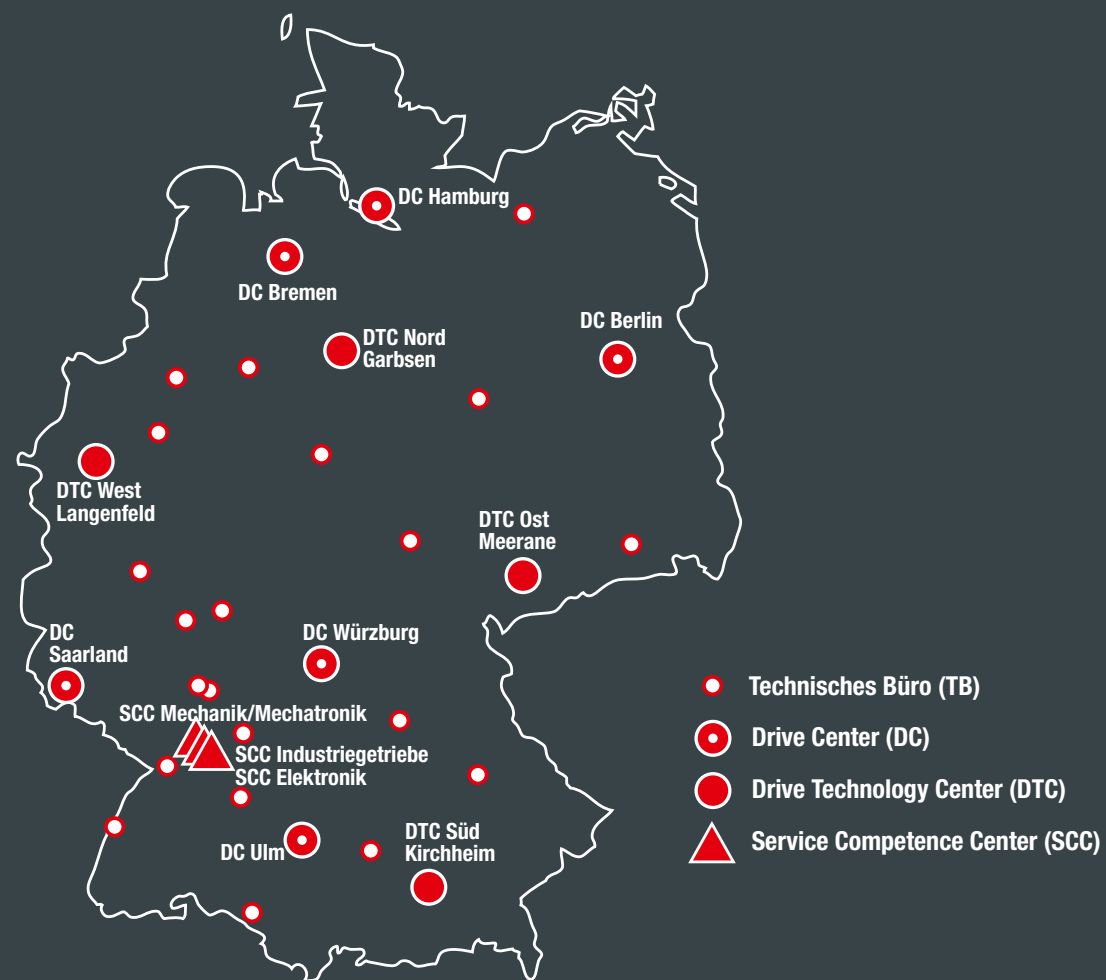 DC Hamburg
DC Bremen
DTC Nord
Garbsen
DC Berlin
DTC West
Langenfeld
DTC Ost
Meerane
DC
Saarland
DC Würzburg
SCC Mechanik/Mechatronik
SCC Industriegetriebe
SCC Elektronik
DC Ulm
DTC Süd
Kirchheim
Technisches Büro (TB)
Drive Center (DC)
Drive Technology Center (DTC)
Service Competence Center (SCC)